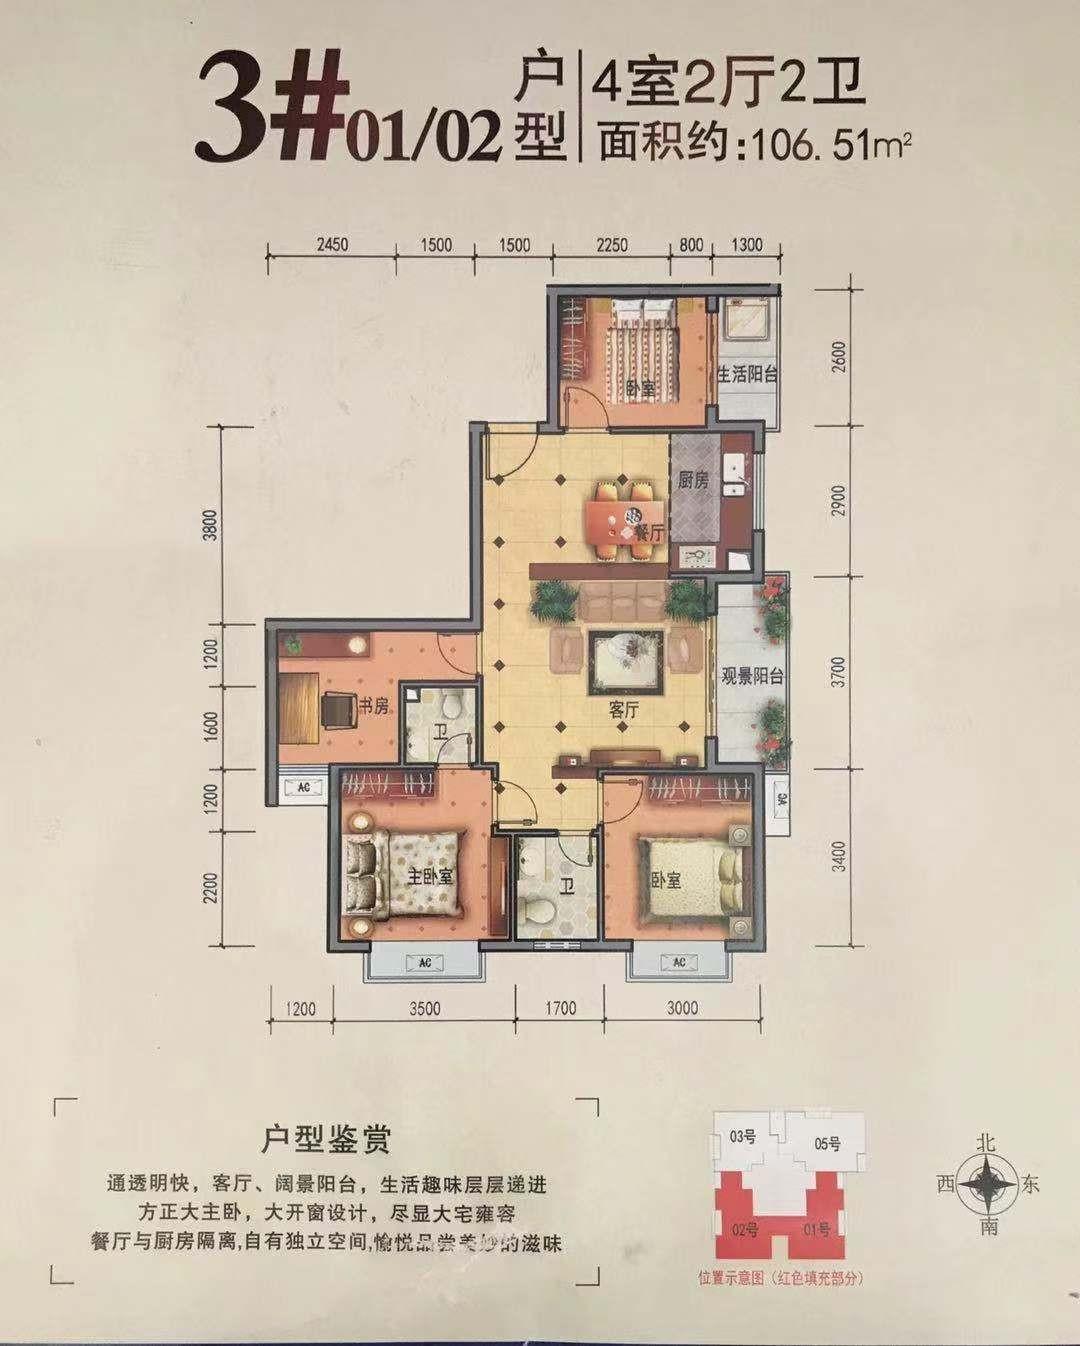 3#01/02
户型
4室2厅2卫
面积约:106.51m²
2450 1500 1500 2250 800 1300
2600
2900
3700
3400
3800
1200
1600
1200
2200
卧室
生活阳台
厨房
餐厅
观景阳台
客厅
书房
卫
AC
AC
主卧室
卫
卧室
AC
AC
1200 3500 1700 3000
户型鉴赏
通透明快，客厅、阔景阳台，生活趣味层层递进
方正大主卧，大开窗设计，尽显大宅雍容
餐厅与厨房隔离,自有独立空间,愉悦品尝美妙的滋味
03号 05号
02号 01号
位置示意图（红色填充部分）
北
西 东
南